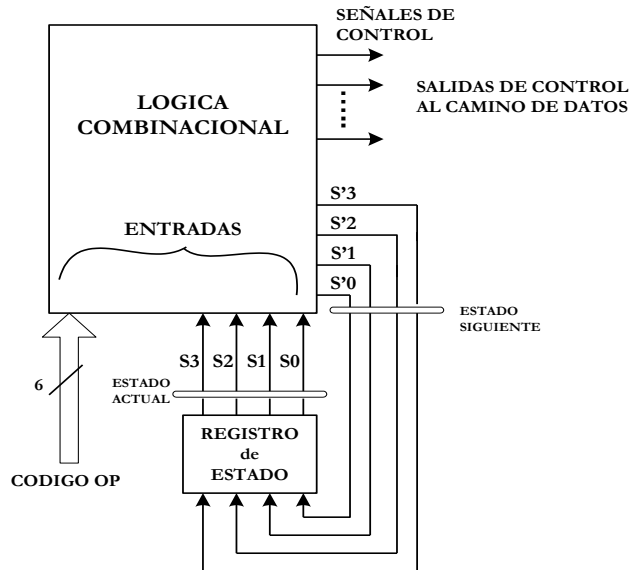 SEÑALES DE
CONTROL
LOGICA
COMBINACIONAL
SALIDAS DE CONTROL
AL CAMINO DE DATOS
ENTRADAS
S'3
S'2
S'1
S'0
ESTADO
SIGUIENTE
S3 S2 S1 S0
6
ESTADO
ACTUAL
REGISTRO
de
ESTADO
CODIGO OP